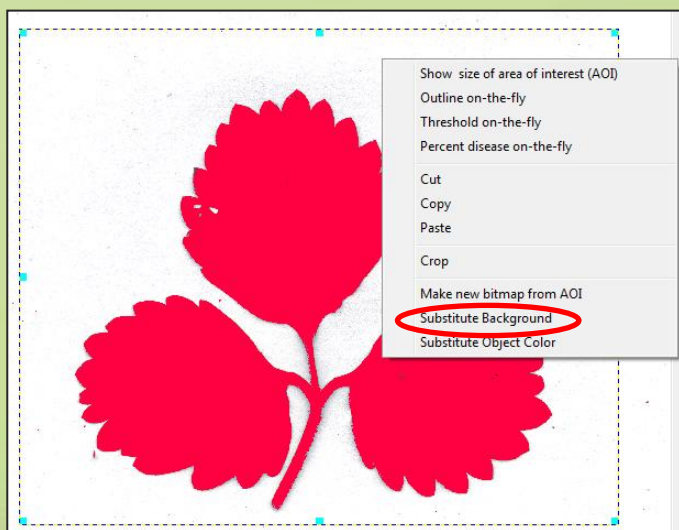 Show  size of area of interest (AOI)
Outline on-the-fly
Threshold on-the-fly
Percent disease on-the-fly
Cut
Copy
Paste
Crop
Make new bitmap from AOI
Substitute Background
Substitute Object Color